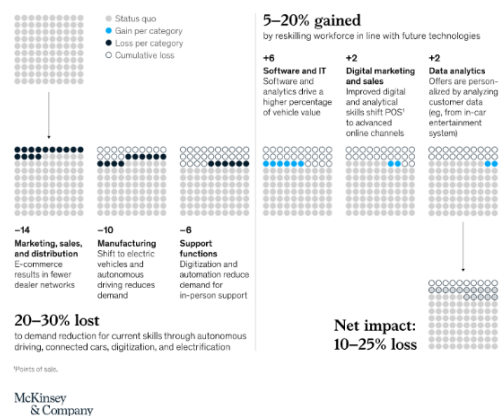 Status quo
Gain per category
Loss per category
Cumulative loss
−14
Marketing, sales,
and distribution
E-commerce
results in fewer
dealer networks
−10
Manufacturing
Shift to electric
vehicles and
autonomous
driving reduces
demand
−6
Support
functions
Digitization and
automation reduce
demand for
in-person support
20–30% lost
to demand reduction for current skills through autonomous
driving, connected cars, digitization, and electrification
5–20% gained
by reskilling workforce in line with future technologies
+6
Software and IT
Software and
analytics drive a
higher percentage
of vehicle value
+2
Digital marketing
and sales
Improved digital
and analytical
skills shift POS¹
to advanced
online channels
+2
Data analytics
Offers are person-
alized by analyzing
customer data
(eg, from in-car
entertainment
system)
Net impact:
10–25% loss
¹Points of sale.
McKinsey
& Company